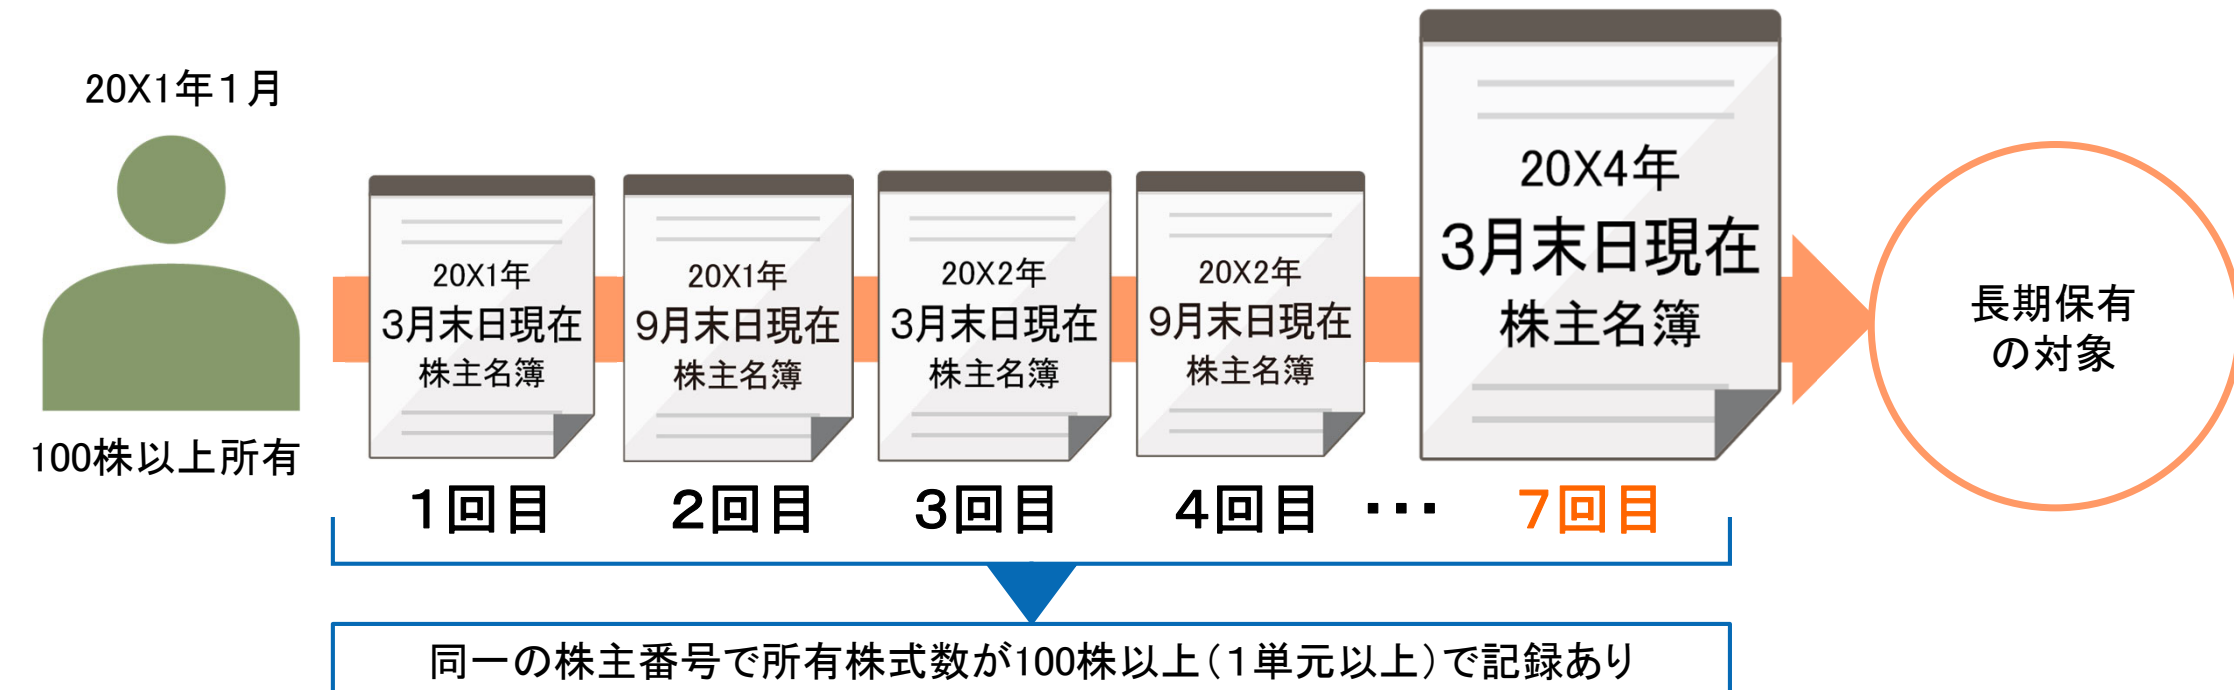 20X1年１月
100株以上所有
20X1年
3月末日現在
株主名簿
20X1年
9月末日現在
株主名簿
20X2年
3月末日現在
株主名簿
20X2年
9月末日現在
株主名簿
20X4年
3月末日現在
株主名簿
長期保有
の対象
１回目 ２回目 ３回目 ４回目 ・・・ ７回目
同一の株主番号で所有株式数が100株以上（１単元以上）で記録あり